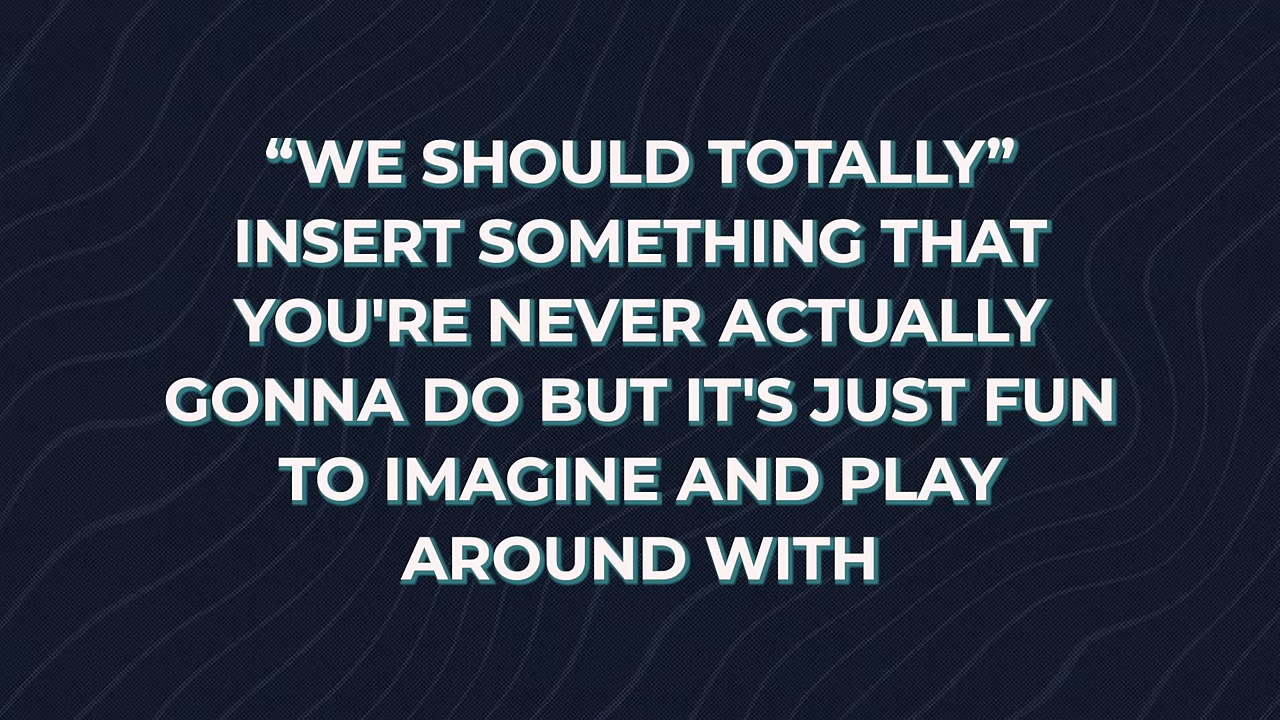 “WE SHOULD TOTALLY”
INSERT SOMETHING THAT
YOU'RE NEVER ACTUALLY
GONNA DO BUT IT'S JUST FUN
TO IMAGINE AND PLAY
AROUND WITH